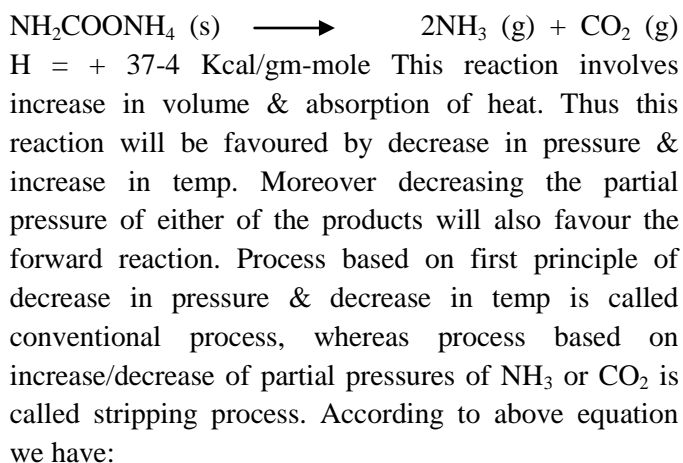 NH₂COONH₄ (s) ⟶ 2NH₃ (g) + CO₂ (g)
H = + 37-4 Kcal/gm-mole This reaction involves
increase in volume & absorption of heat. Thus this
reaction will be favoured by decrease in pressure &
increase in temp. Moreover decreasing the partial
pressure of either of the products will also favour the
forward reaction. Process based on first principle of
decrease in pressure & decrease in temp is called
conventional process, whereas process based on
increase/decrease of partial pressures of NH₃ or CO₂ is
called stripping process. According to above equation
we have: